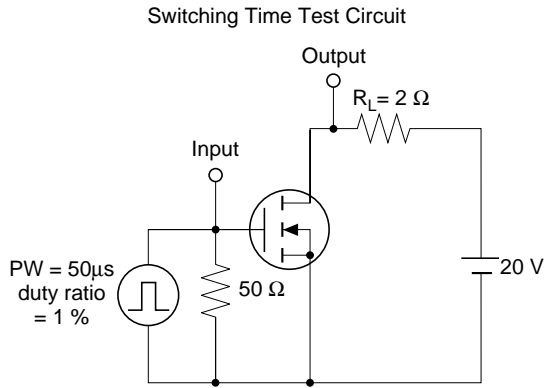 Switching Time Test Circuit
Output
R_L= 2 Ω
Input
PW = 50μs
duty ratio
= 1 %
50 Ω
20 V